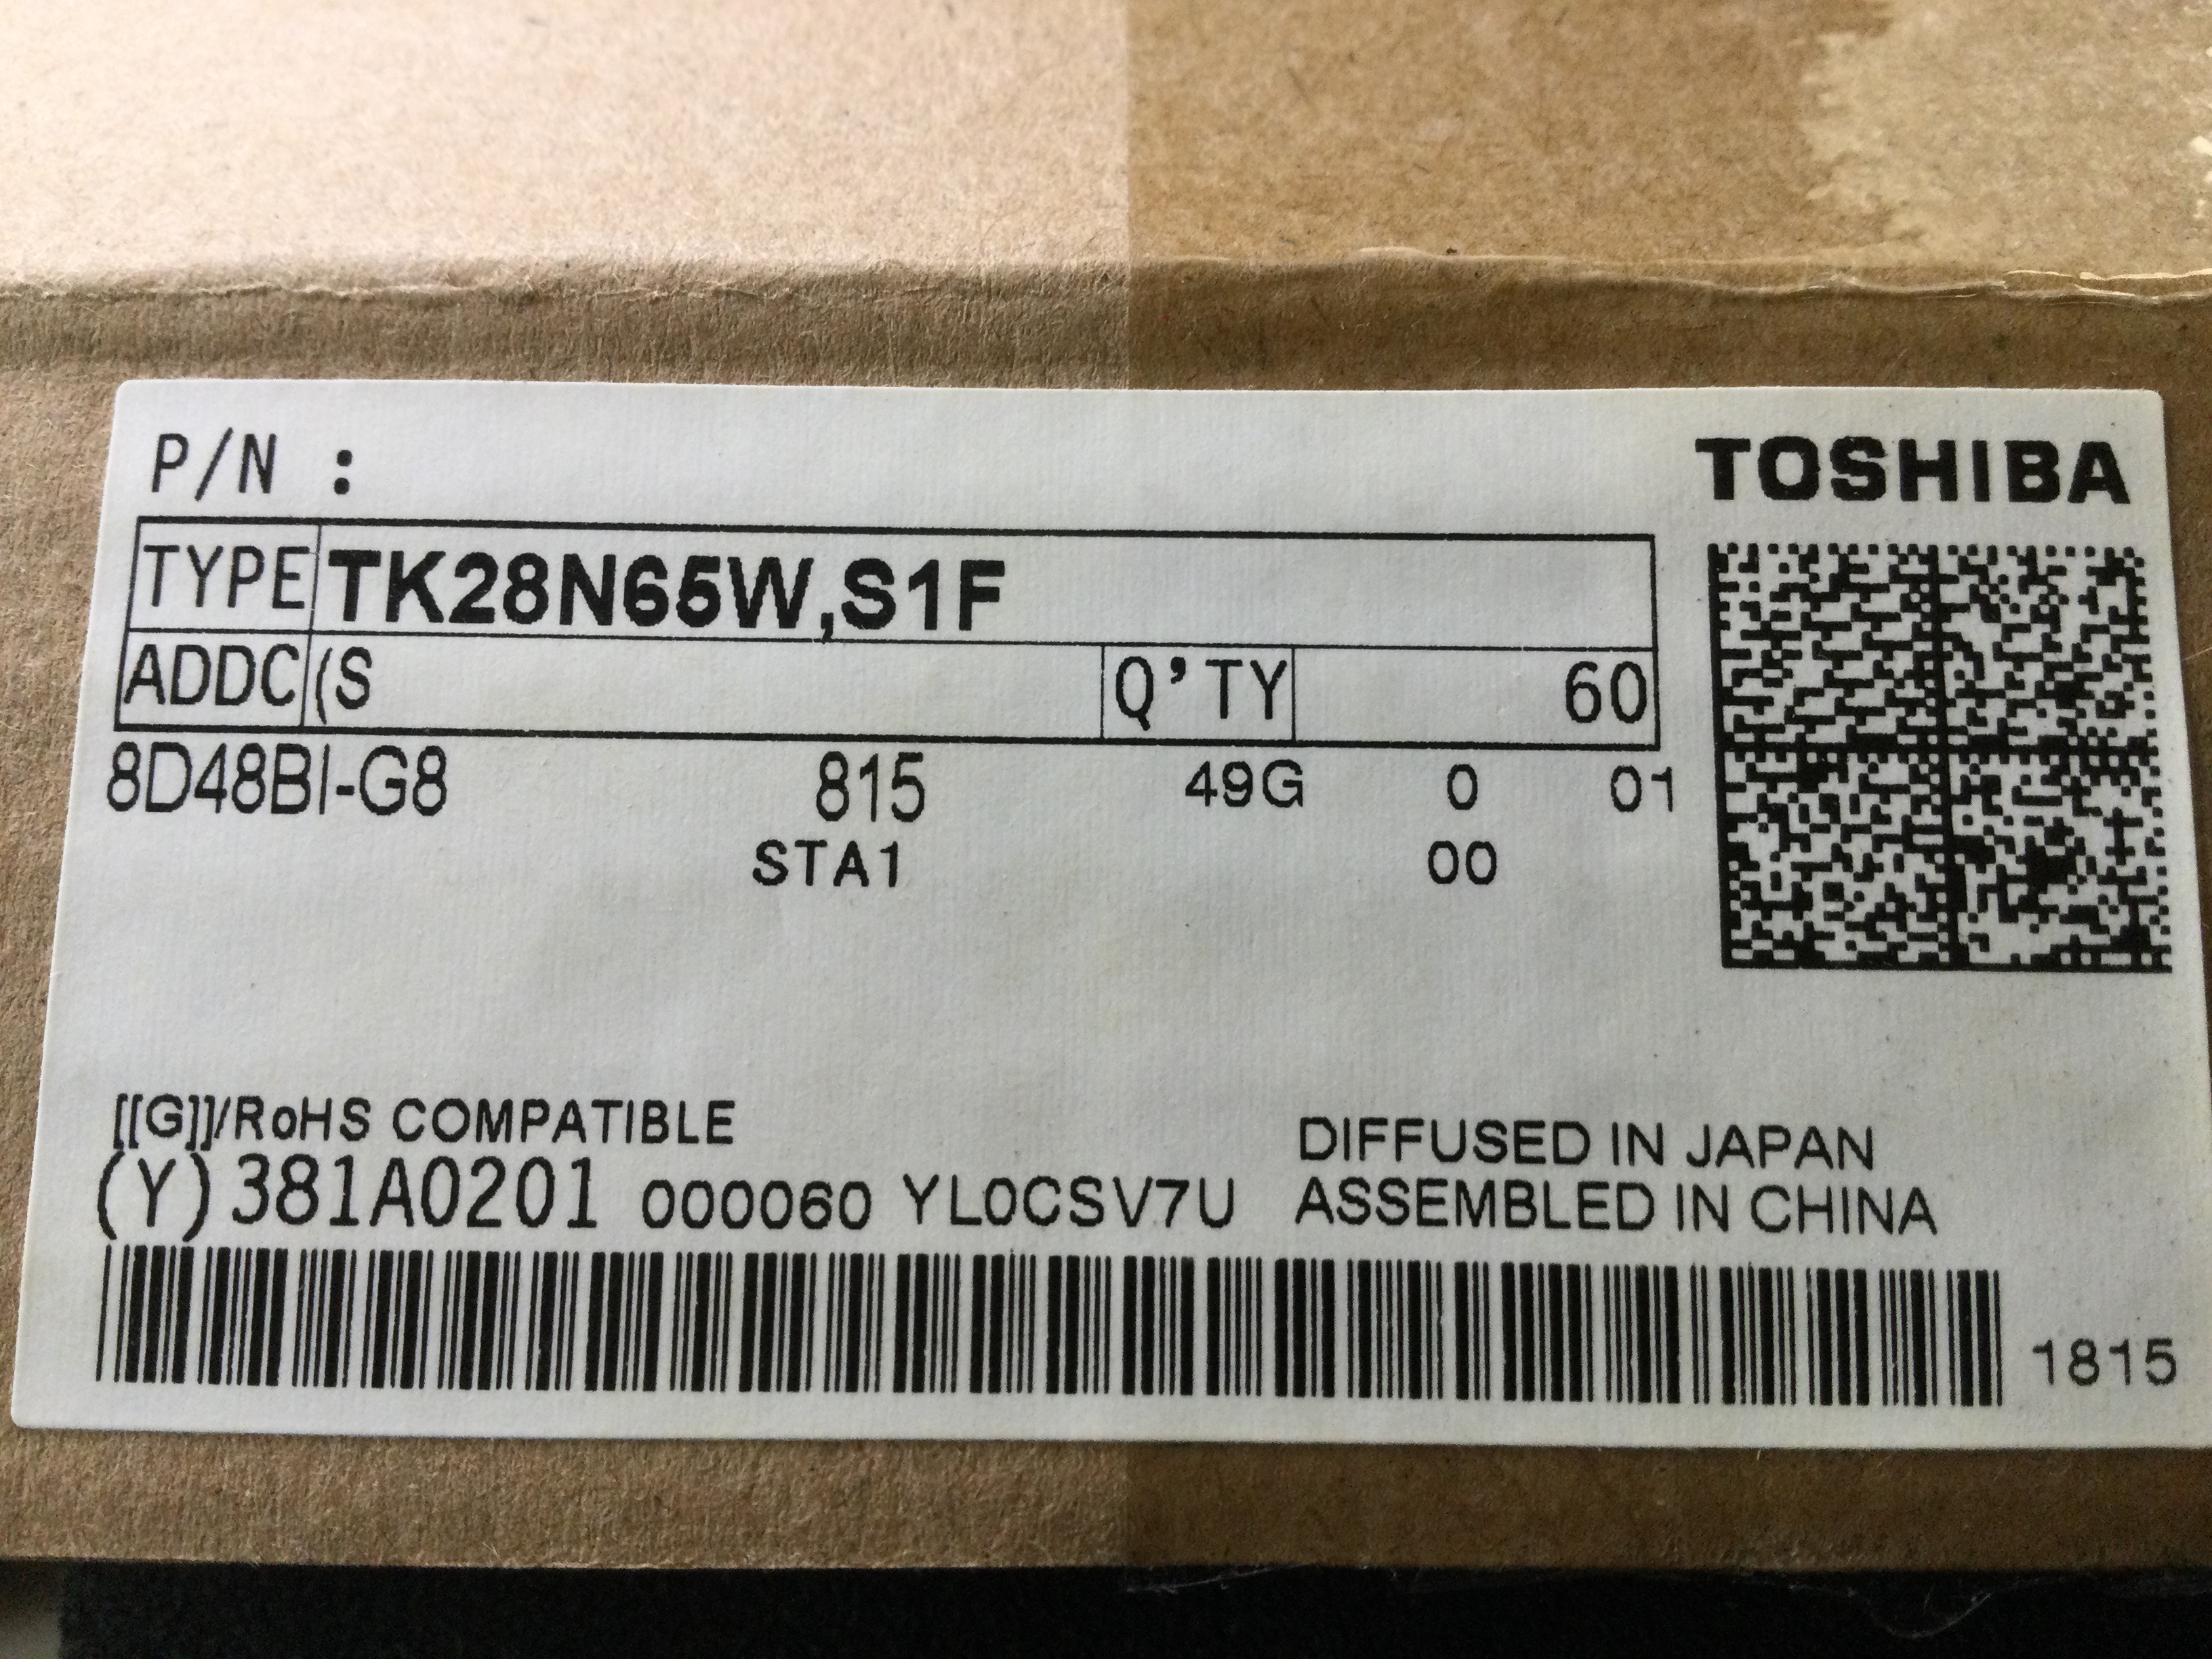 P/N :
TOSHIBA
TYPE TK28N65W,S1F
ADDC (S Q'TY 60
8D48BI-G8 815 49G 0 01
STA1 00
[[G]]/RoHS COMPATIBLE
DIFFUSED IN JAPAN
(Y)381A0201 000060 YL0CSV7U
ASSEMBLED IN CHINA
1815